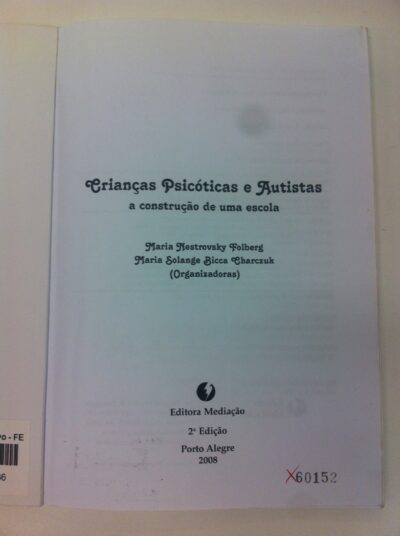 Crianças Psicóticas e Autistas
a construção de uma escola
Maria Nestrovsky Folberg
Maria Solange Bicca Charczuk
(Organizadoras)
Editora Mediação
2ª Edição
Porto Alegre
2008
X60152
- FE